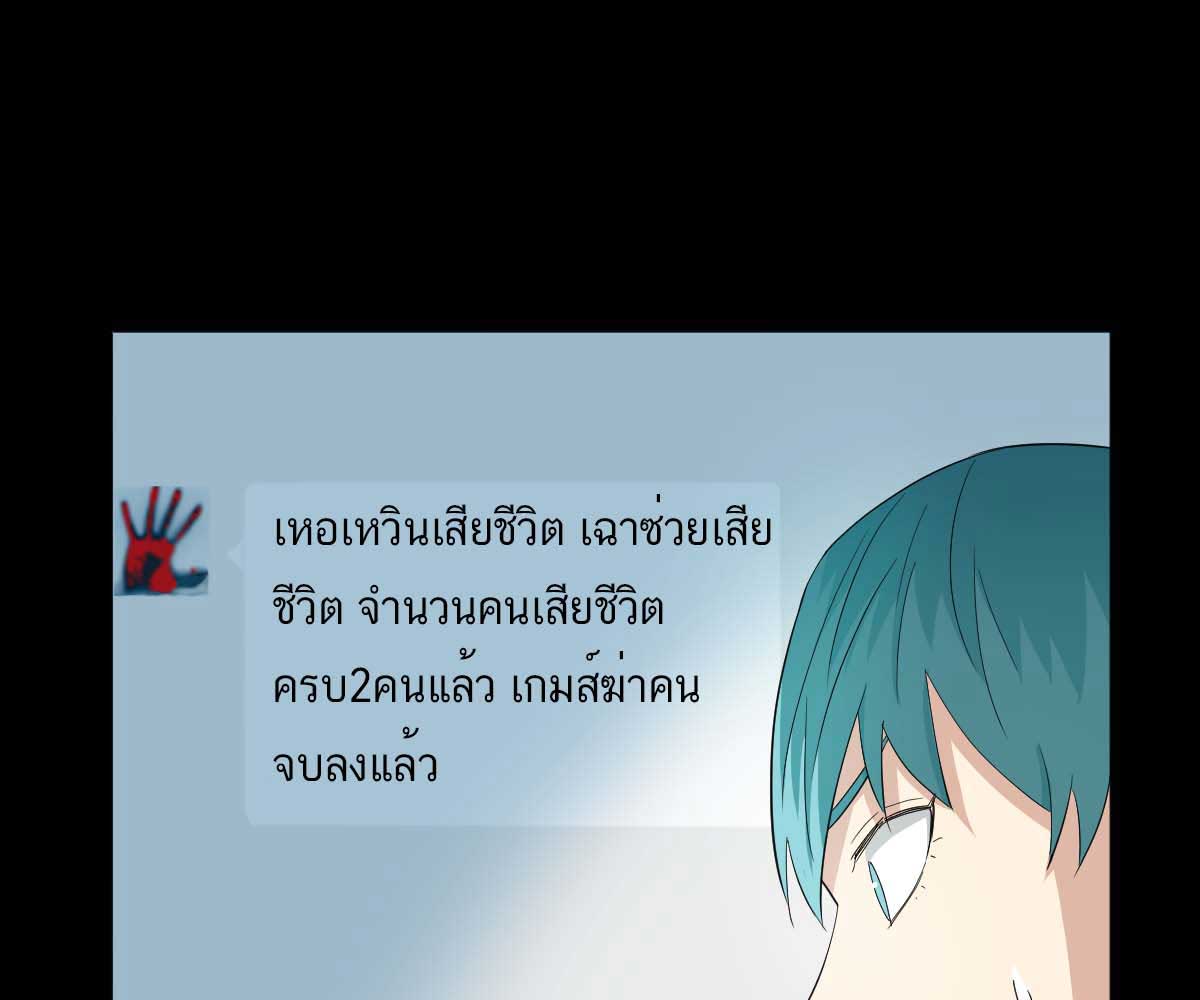 เหอเหวินเสียชีวิต เฉาซ่วยเสีย
ชีวิต จำนวนคนเสียชีวิต
ครบ2คนแล้ว เกมส์ฆ่าคน
จบลงแล้ว